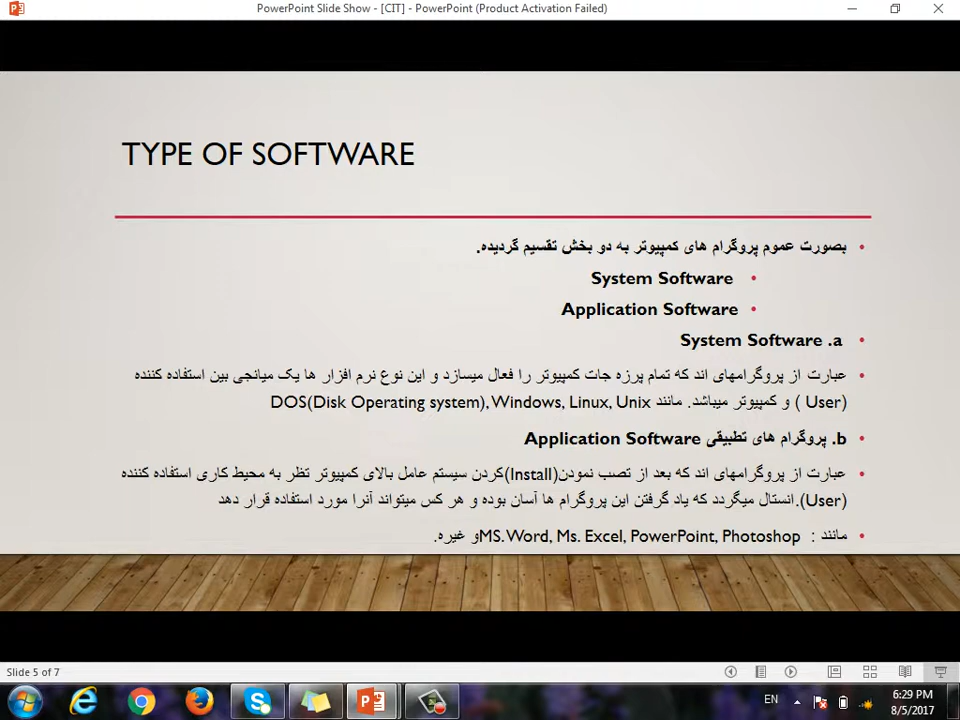 PowerPoint Slide Show - [CIT] - PowerPoint (Product Activation Failed)
TYPE OF SOFTWARE
• بصورت عموم پروگرام های کمپیوتر به دو بخش تقسیم گردیده.
• System Software
• Application Software
• System Software .a
• عبارت از پروگرامهای اند که تمام پرزه جات کمپیوتر را فعال میسازد و این نوع نرم افزار ها یک میانجی بین استفاده کننده
(User ) و کمپیوتر میباشد. مانند DOS(Disk Operating system), Windows, Linux, Unix
• b. پروگرام های تطبیقی Application Software
• عبارت از پروگرامهای اند که بعد از تصب نمودن(Install)کردن سیستم عامل بالای کمپیوتر تظر به محیط کاری استفاده کننده
(User).انستال میگردد که یاد گرفتن این پروگرام ها آسان بوده و هر کس میتواند آنرا مورد استفاده قرار دهد
• مانند : MS. Word, Ms. Excel, PowerPoint, Photoshopو غیره.
Slide 5 of 7
EN
6:29 PM
8/5/2017